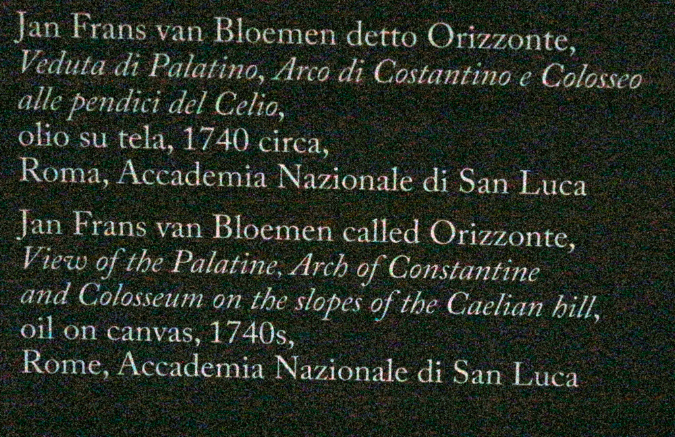 Jan Frans van Bloemen detto Orizzonte,
Veduta di Palatino, Arco di Costantino e Colosseo
alle pendici del Celio,
olio su tela, 1740 circa,
Roma, Accademia Nazionale di San Luca
Jan Frans van Bloemen called Orizzonte,
View of the Palatine, Arch of Constantine
and Colosseum on the slopes of the Caelian hill,
oil on canvas, 1740s,
Rome, Accademia Nazionale di San Luca